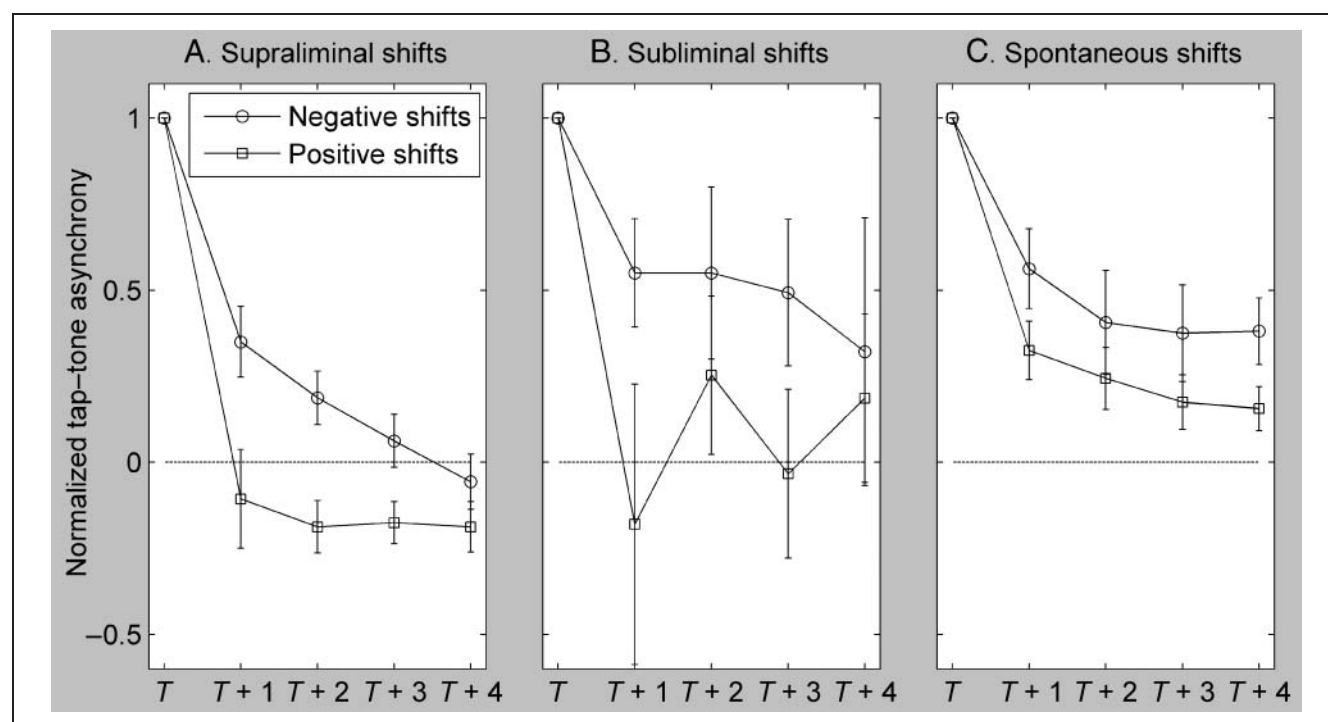 A. Supraliminal shifts
B. Subliminal shifts
C. Spontaneous shifts
Negative shifts
Positive shifts
Normalized tap–tone asynchrony
1
0.5
0
–0.5
T T + 1 T + 2 T + 3 T + 4
T T + 1 T + 2 T + 3 T + 4
T T + 1 T + 2 T + 3 T + 4